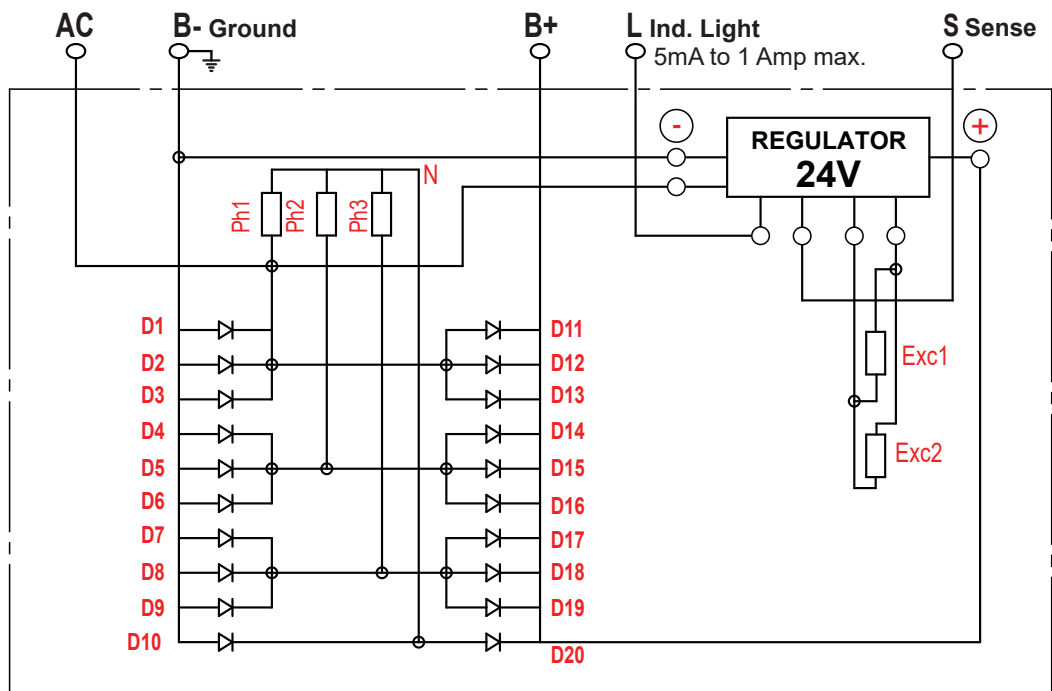 AC
B- Ground
B+
L Ind. Light
5mA to 1 Amp max.
S Sense
-
REGULATOR
24V
+
N
Ph1
Ph2
Ph3
D1
D11
D2
D12
D3
D13
D4
D14
D5
D15
D6
D16
D7
D17
D8
D18
D9
D19
D10
D20
Exc1
Exc2